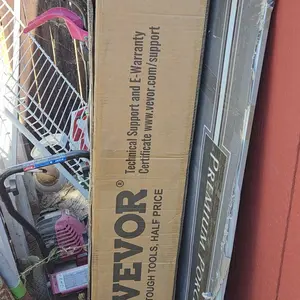 Technical Support and E-Warranty
Certificate www.vevor.com/support
VEVOR®
TOUGH TOOLS, HALF PRICE
PREMIUM